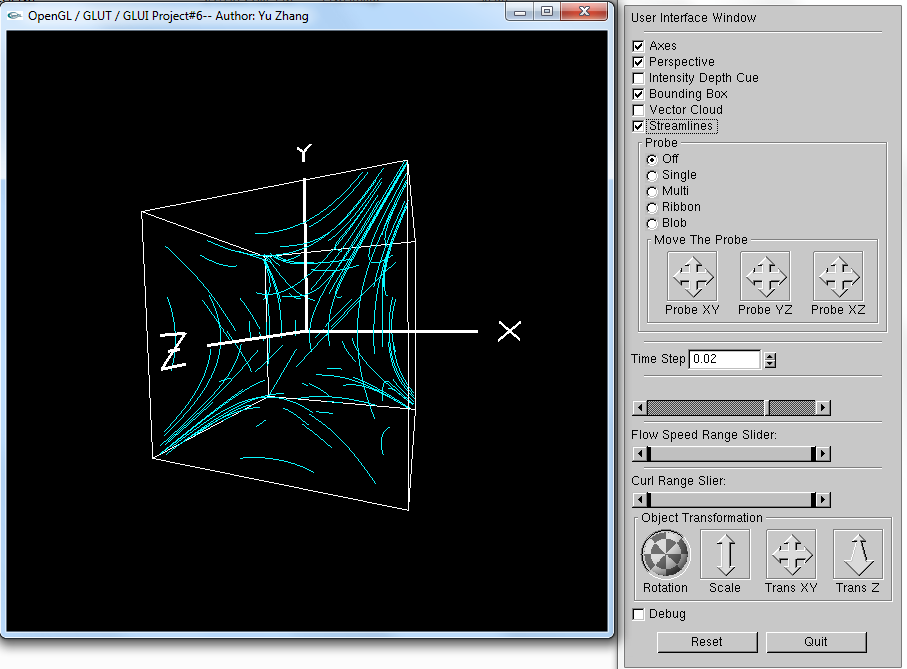 OpenGL / GLUT / GLUI Project#6-- Author: Yu Zhang
Y
X
Z
User Interface Window
Axes
Perspective
Intensity Depth Cue
Bounding Box
Vector Cloud
Streamlines
Probe
Off
Single
Multi
Ribbon
Blob
Move The Probe
Probe XY Probe YZ Probe XZ
Time Step 0.02
Flow Speed Range Slider:
Curl Range Slier:
Object Transformation
Rotation Scale Trans XY Trans Z
Debug
Reset Quit